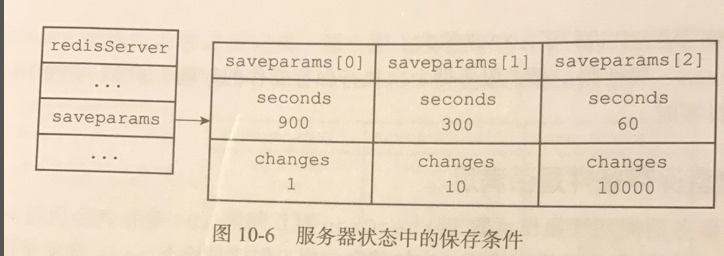 redisServer
...
saveparams
...
saveparams[0] saveparams[1] saveparams[2]
seconds seconds seconds
900 300 60
changes changes changes
1 10 10000
图 10-6 服务器状态中的保存条件